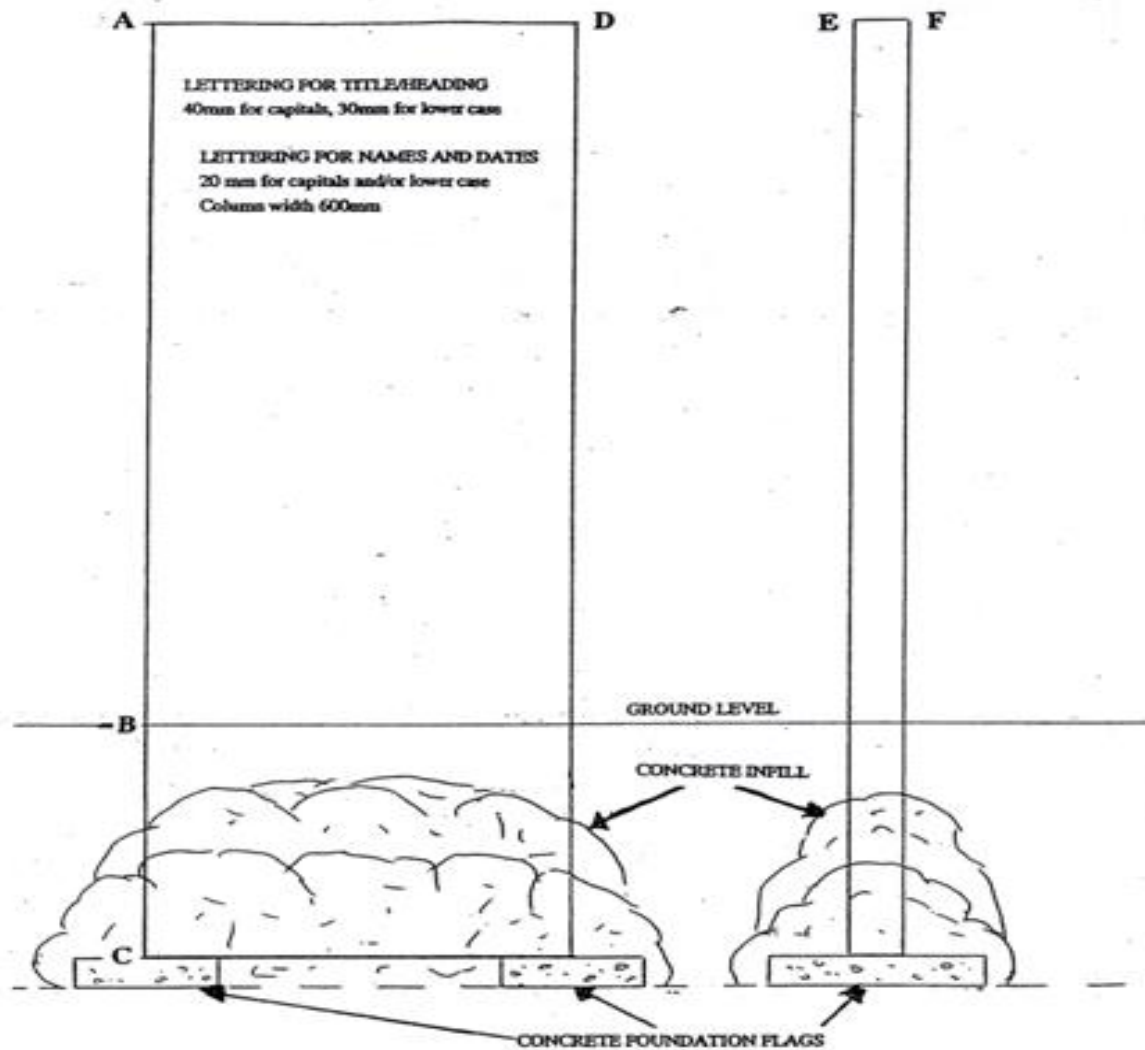 A D E F
LETTERING FOR TITLE/HEADING
40mm for capitals, 30mm for lower case
LETTERING FOR NAMES AND DATES
20 mm for capitals and/or lower case
Column width 600mm
B
GROUND LEVEL
CONCRETE INFILL
C
CONCRETE FOUNDATION FLAGS